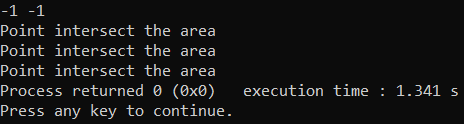 -1 -1
Point intersect the area
Point intersect the area
Point intersect the area
Process returned 0 (0x0)   execution time : 1.341 s
Press any key to continue.